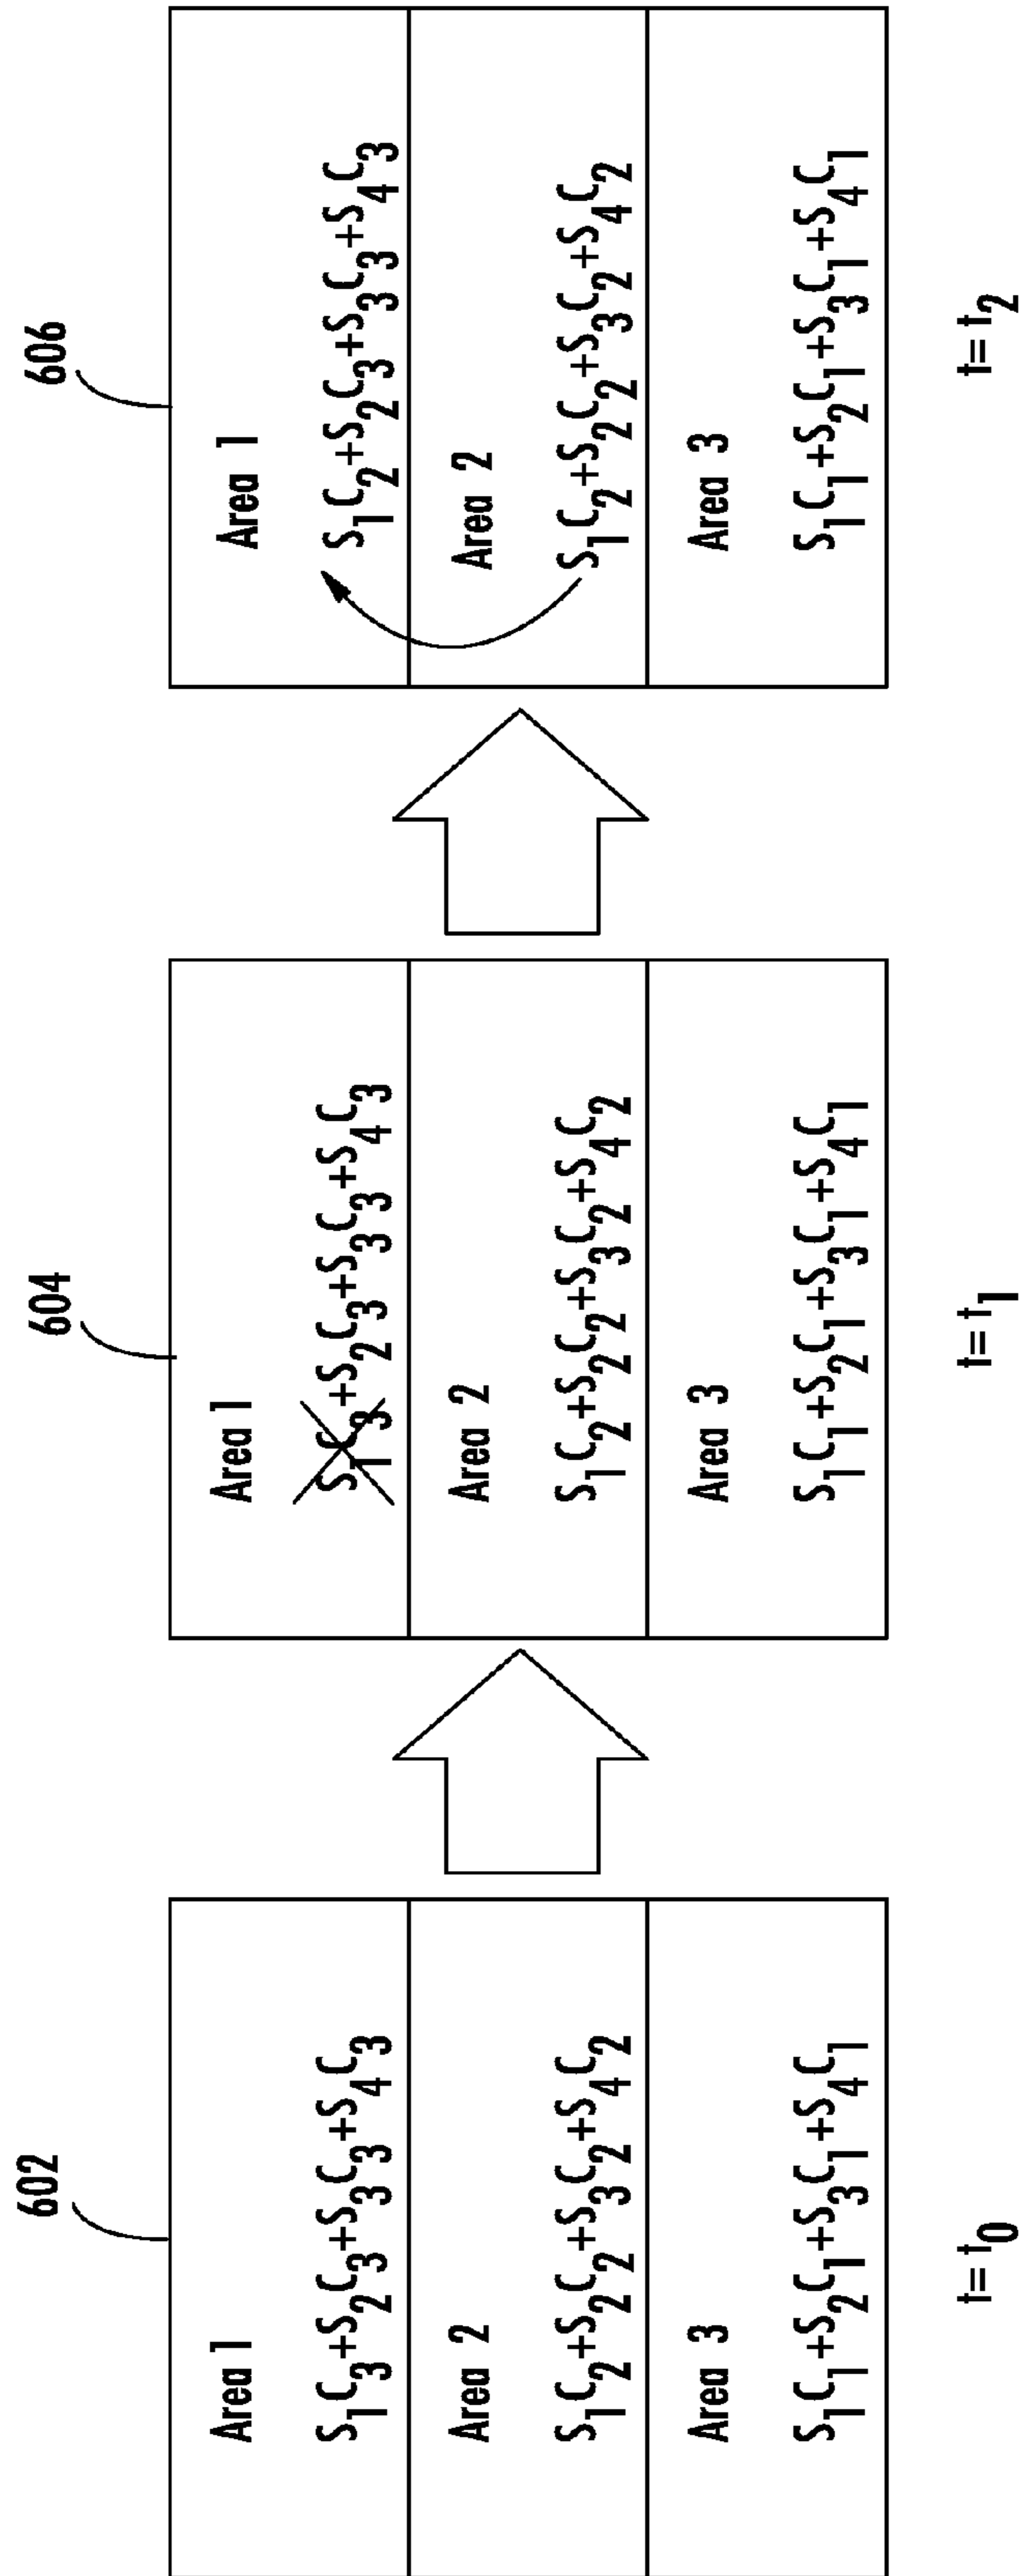 602
Area 1
S₁C₃+S₂C₃+S₃C₃+S₄C₃
Area 2
S₁C₂+S₂C₂+S₃C₂+S₄C₂
Area 3
S₁C₁+S₂C₁+S₃C₁+S₄C₁
t= t₀
604
Area 1
S₁C₃+S₂C₃+S₃C₃+S₄C₃
Area 2
S₁C₂+S₂C₂+S₃C₂+S₄C₂
Area 3
S₁C₁+S₂C₁+S₃C₁+S₄C₁
t= t₁
606
Area 1
S₁C₂+S₂C₃+S₃C₃+S₄C₃
Area 2
S₁C₂+S₂C₂+S₃C₂+S₄C₂
Area 3
S₁C₁+S₂C₁+S₃C₁+S₄C₁
t= t₂